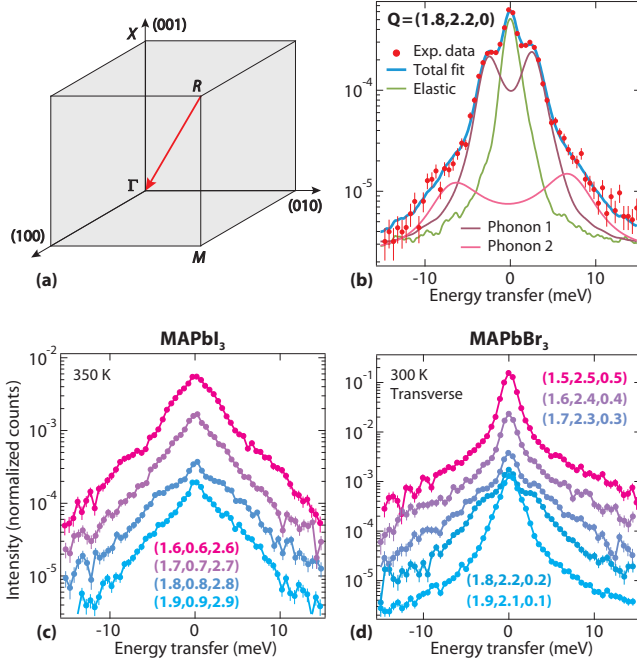 (001)
X
R
Γ
(010)
(100)
M
(a)
Q=(1.8,2.2,0)
Exp. data
Total fit
Elastic
Phonon 1
Phonon 2
10⁻⁴
10⁻⁵
-10 0 10
Energy transfer (meV)
(b)
MAPbI₃
350 K
10⁻²
10⁻³
10⁻⁴
10⁻⁵
Intensity (normalized counts)
(1.6,0.6,2.6)
(1.7,0.7,2.7)
(1.8,0.8,2.8)
(1.9,0.9,2.9)
(c)
-10 0 10
Energy transfer (meV)
MAPbBr₃
300 K
Transverse
(1.5,2.5,0.5)
(1.6,2.4,0.4)
(1.7,2.3,0.3)
10⁻¹
10⁻²
10⁻³
10⁻⁴
10⁻⁵
(1.8,2.2,0.2)
(1.9,2.1,0.1)
(d)
-10 0 10
Energy transfer (meV)